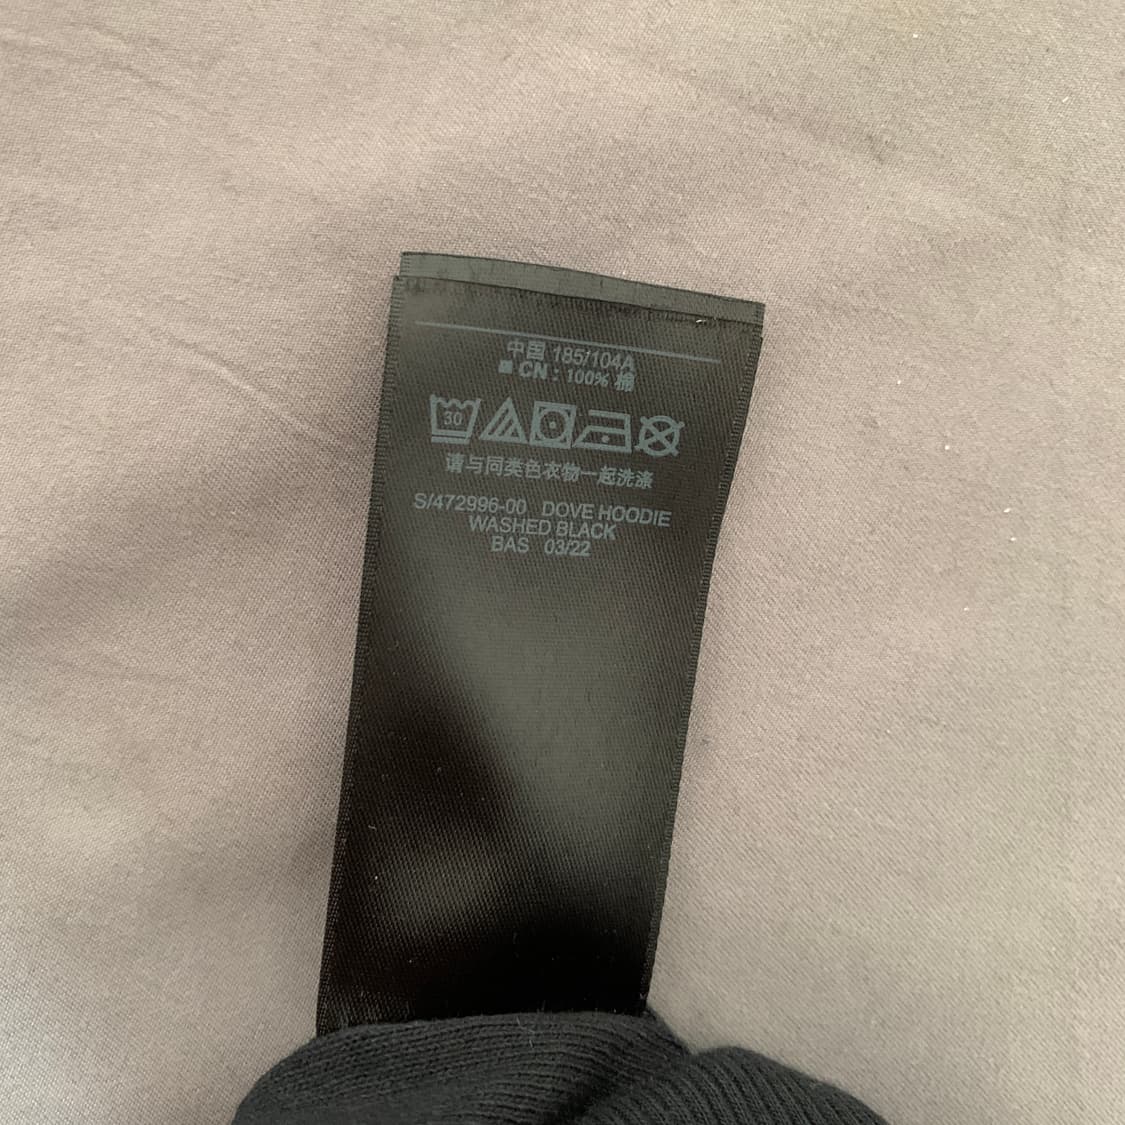 中国 185/104A
■ CN : 100% 棉
30
请与同类色衣物一起洗涤
S/472996-00 DOVE HOODIE
WASHED BLACK
BAS 03/22